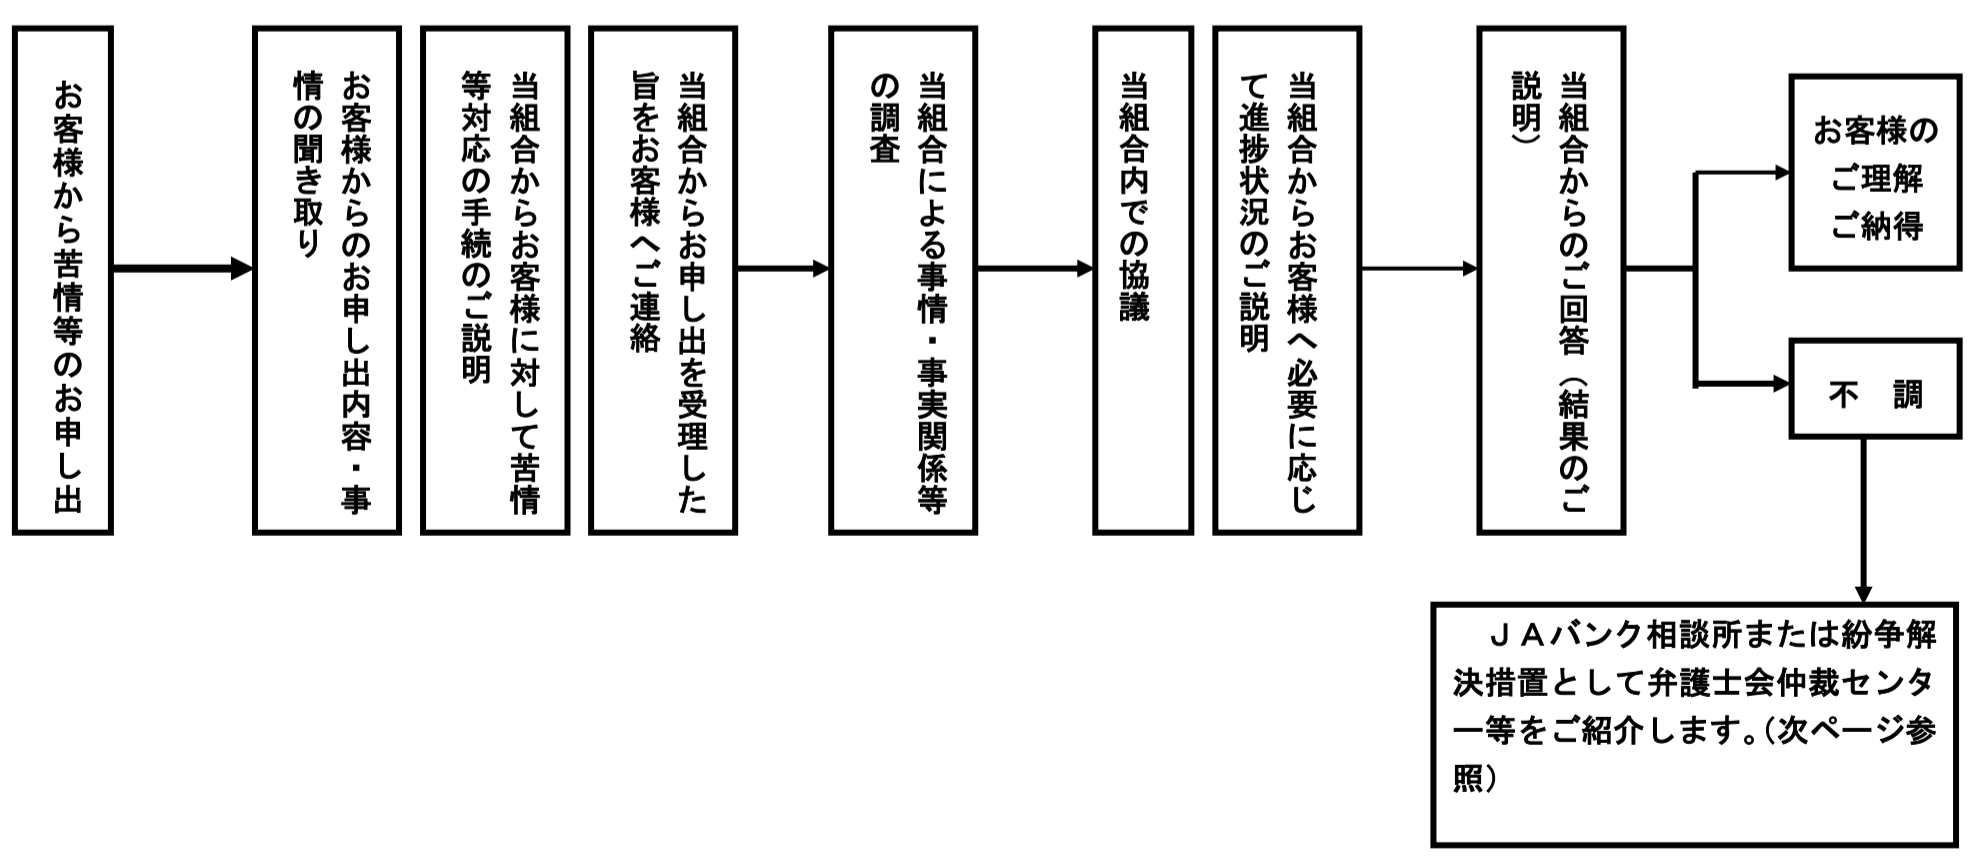 お客様から苦情等のお申し出
お客様からのお申し出内容・事
情の聞き取り
当組合からお客様に対して苦情
等対応の手続のご説明
当組合からお申し出を受理した
旨をお客様へご連絡
当組合による事情・事実関係等
の調査
当組合内での協議
当組合からお客様へ必要に応じ
て進捗状況のご説明
当組合からのご回答（結果のご
説明）
お客様の
ご理解
ご納得
不　調
ＪＡバンク相談所または紛争解
決措置として弁護士会仲裁センタ
ー等をご紹介します。（次ページ参
照）